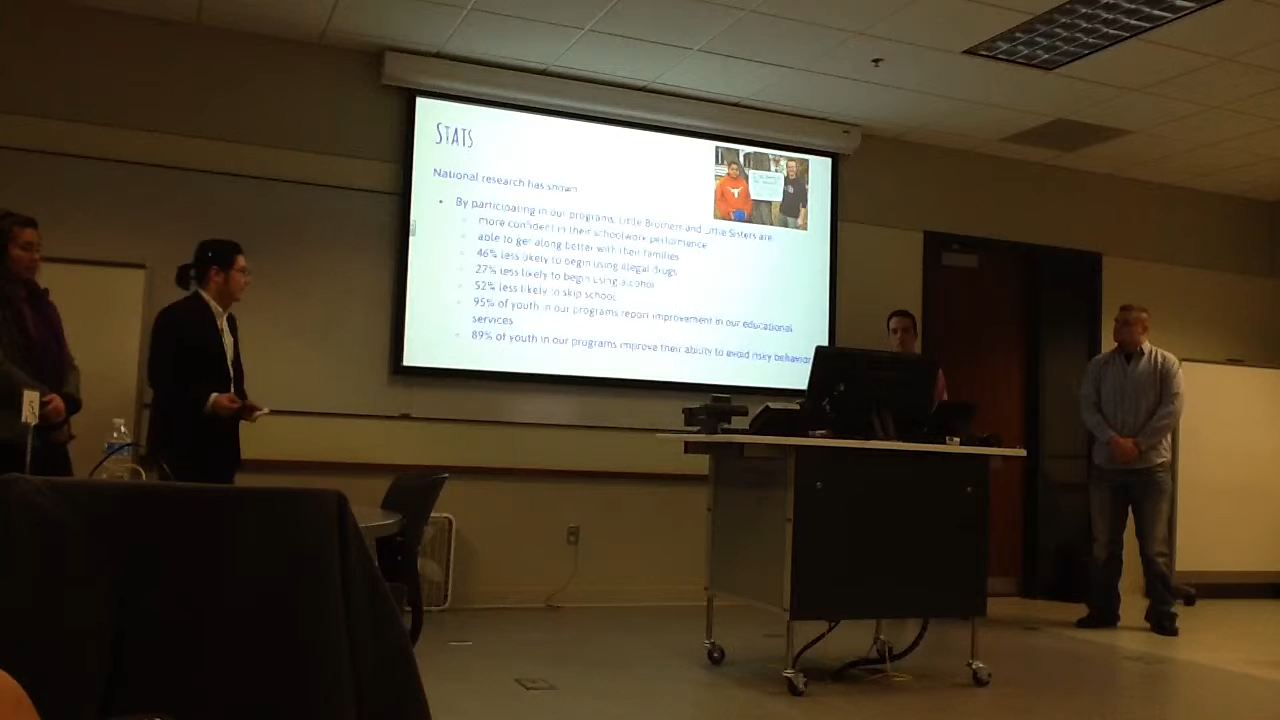 STATS
National research has shown
By participating in our programs, Little Brothers and Little Sisters are:
more confident in their schoolwork performance
able to get along better with their families
46% less likely to begin using illegal drugs
27% less likely to begin using alcohol
52% less likely to skip school
95% of youth in our programs report improvement in our educational
services
89% of youth in our programs improve their ability to avoid risky behavior
5